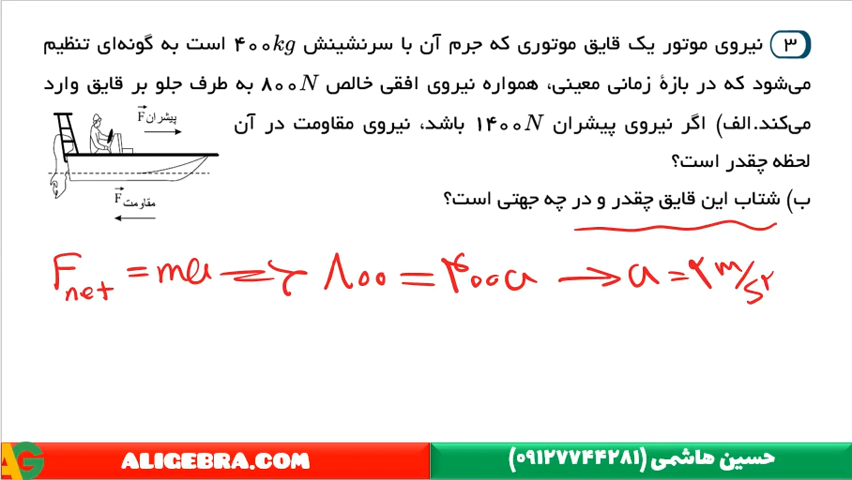 ۳ نیروی موتور یک قایق موتوری که جرم آن با سرنشینش ۴۰۰kg است به گونه‌ای تنظیم
می‌شود که در بازهٔ زمانی معینی، همواره نیروی افقی خالص ۸۰۰N به طرف جلو بر قایق وارد
می‌کند.الف) اگر نیروی پیشران ۱۴۰۰N باشد، نیروی مقاومت در آن
لحظه چقدر است؟
ب) شتاب این قایق چقدر و در چه جهتی است؟
F پیشران
F مقاومت
F net = ma ⇒ ۸۰۰ = ۴۰۰a → a = ۲ m/s²
ALIGEBRA.COM
حسین هاشمی (۰۹۱۲۷۷۴۴۲۸۱)
AG